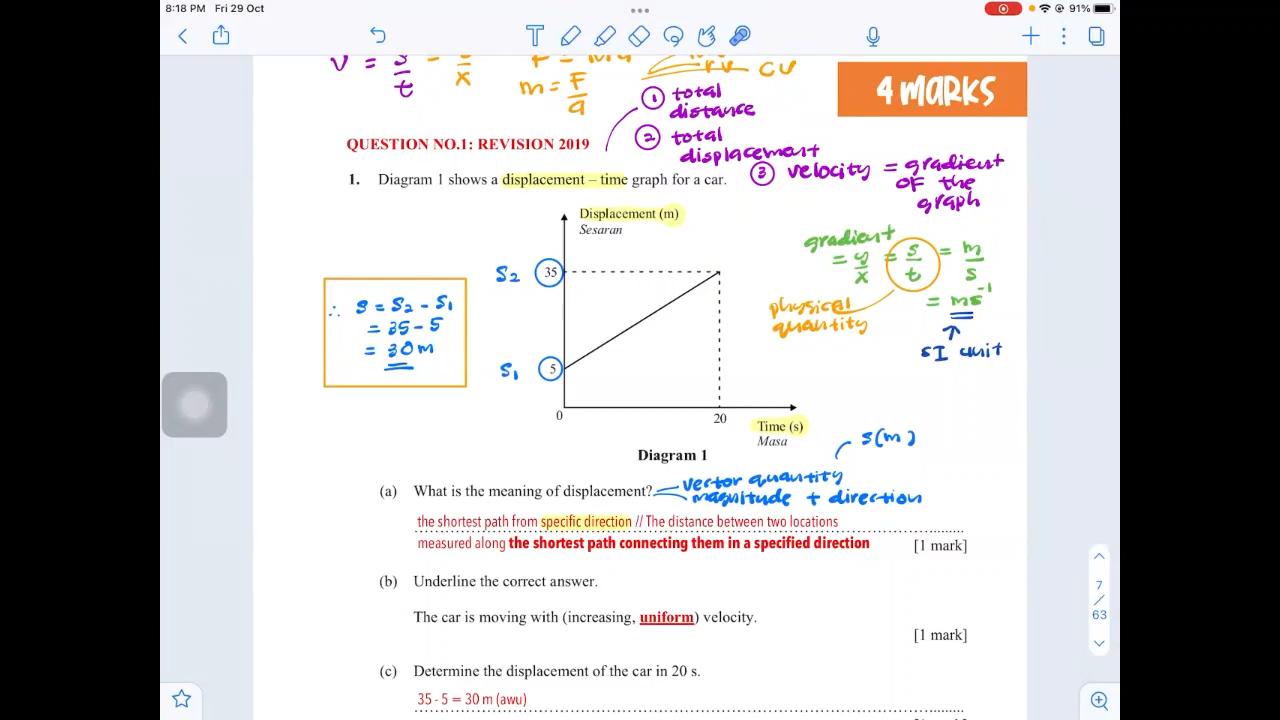 8:18 PM Fri 29 Oct
91%
V = s/t
x
m = F/a
CV
4 MARKS
① total distance
② total displacement
③ velocity = gradient of the graph
QUESTION NO.1: REVISION 2019
1. Diagram 1 shows a displacement – time graph for a car.
Displacement (m)
Sesaran
gradient
= y/x = s/t = m/s
= ms⁻¹
SI unit
physical quantity
S2 35
∴ S = S2 - S1
= 35 - 5
= 30m
S1 5
0
20
Time (s)
Masa
Diagram 1
s(m)
(a) What is the meaning of displacement?
vector quantity
magnitude + direction
the shortest path from specific direction // The distance between two locations
measured along the shortest path connecting them in a specified direction
[1 mark]
(b) Underline the correct answer.
The car is moving with (increasing, uniform) velocity.
[1 mark]
(c) Determine the displacement of the car in 20 s.
35 - 5 = 30 m (awu)
7
/
63